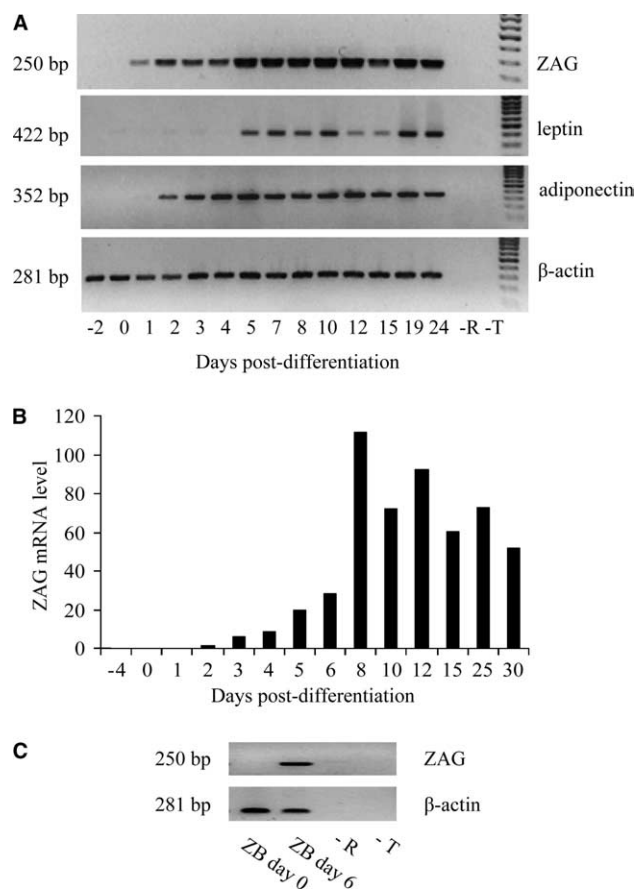 A
250 bp ZAG
422 bp leptin
352 bp adiponectin
281 bp β-actin
-2 0 1 2 3 4 5 7 8 10 12 15 19 24 -R -T
Days post-differentiation
B
120
100
80
60
40
20
0
ZAG mRNA level
-4 0 1 2 3 4 5 6 8 10 12 15 25 30
Days post-differentiation
C
250 bp ZAG
281 bp β-actin
ZB day 0 ZB day 6 - R - T